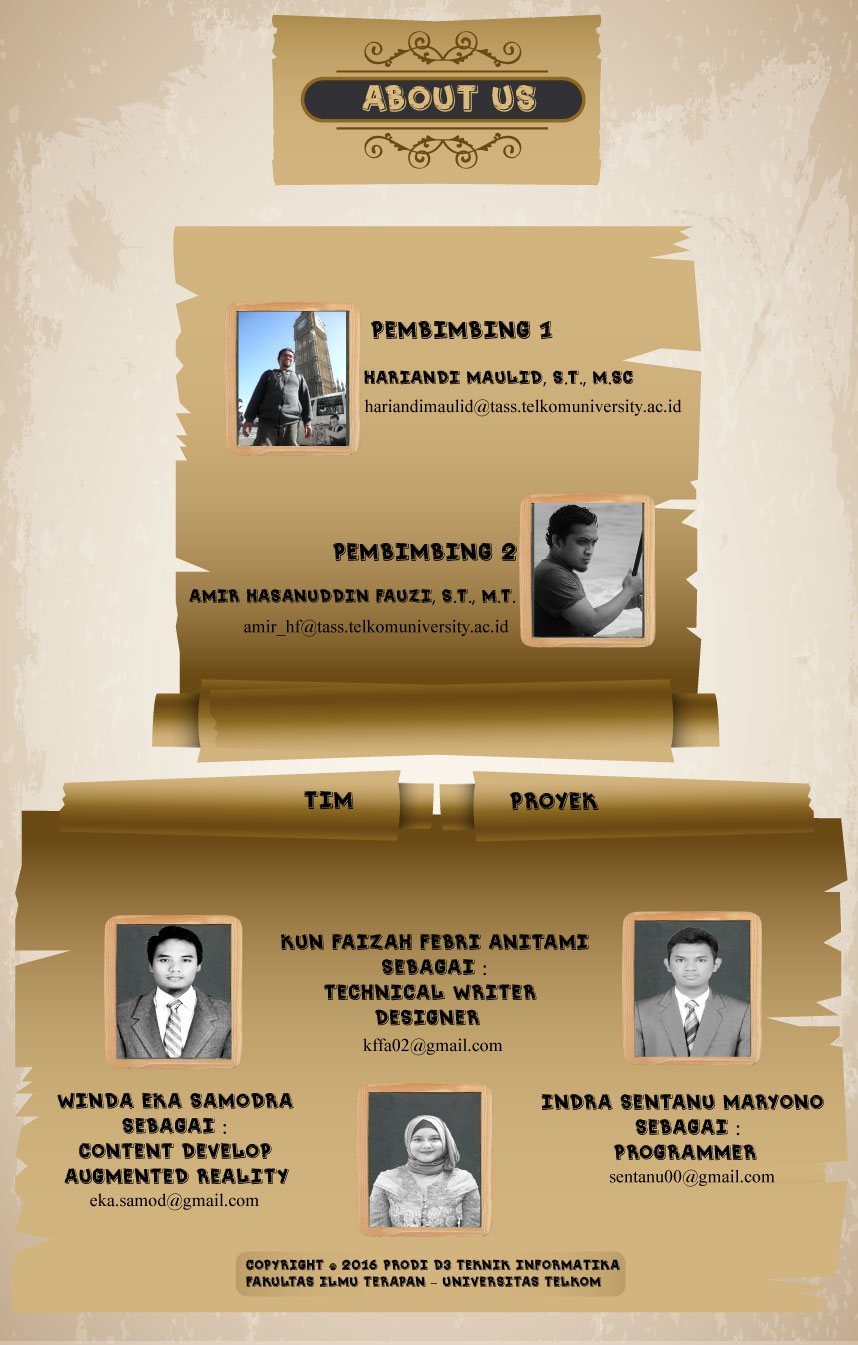 ABOUT US
PEMBIMBING 1
HARIANDI MAULID, S.T., M.SC
hariandimaulid@tass.telkomuniversity.ac.id
PEMBIMBING 2
AMIR HASANUDDIN FAUZI, S.T., M.T.
amir_hf@tass.telkomuniversity.ac.id
TIM PROYEK
KUN FAIZAH FEBRI ANITAMI
SEBAGAI :
TECHNICAL WRITER
DESIGNER
kffa02@gmail.com
WINDA EKA SAMODRA
SEBAGAI :
CONTENT DEVELOP
AUGMENTED REALITY
eka.samod@gmail.com
INDRA SENTANU MARYONO
SEBAGAI :
PROGRAMMER
sentanu00@gmail.com
COPYRIGHT @ 2016 PRODI D3 TEKNIK INFORMATIKA
FAKULTAS ILMU TERAPAN – UNIVERSITAS TELKOM